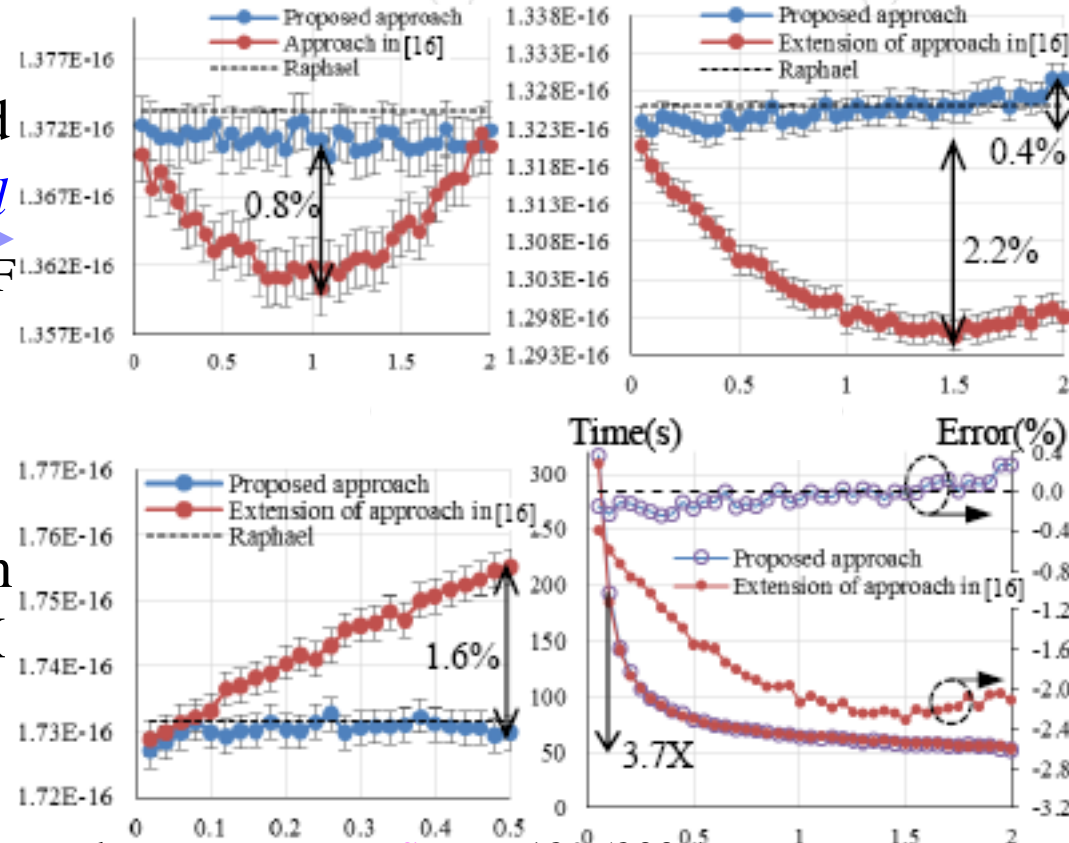 Proposed approach
Approach in [16]
Raphael
1.377E-16
1.372E-16
1.367E-16
1.362E-16
1.357E-16
0.8%
0 0.5 1 1.5 2
Proposed approach
Extension of approach in [16]
Raphael
1.338E-16
1.333E-16
1.328E-16
1.323E-16
1.318E-16
1.313E-16
1.308E-16
1.303E-16
1.298E-16
1.293E-16
0.4%
2.2%
0 0.5 1 1.5 2
d
d
F
n
X
Proposed approach
Extension of approach in [16]
Raphael
1.77E-16
1.76E-16
1.75E-16
1.74E-16
1.73E-16
1.72E-16
1.6%
0 0.1 0.2 0.3 0.4 0.5
Time(s)
Error(%)
300
50
200
150
100
50
0
0.4
0.0
-0.4
-0.8
-1.2
-1.6
-2.0
-2.4
-2.8
-3.2
Proposed approach
Extension of approach in [16]
3.7X
0 0.5 1 1.5 2